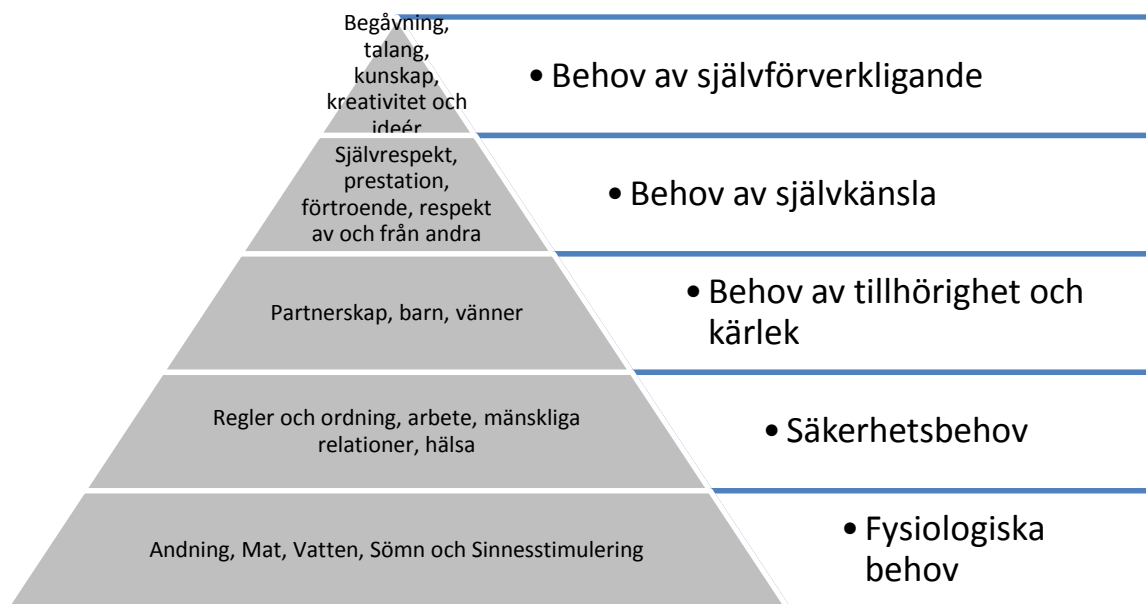 Begåvning,
talang,
kunskap,
kreativitet och
ideér
• Behov av självförverkligande
Självrespekt,
prestation,
förtroende, respekt
av och från andra
• Behov av självkänsla
Partnerskap, barn, vänner
• Behov av tillhörighet och
kärlek
Regler och ordning, arbete, mänskliga
relationer, hälsa
• Säkerhetsbehov
Andning, Mat, Vatten, Sömn och Sinnesstimulering
• Fysiologiska
behov